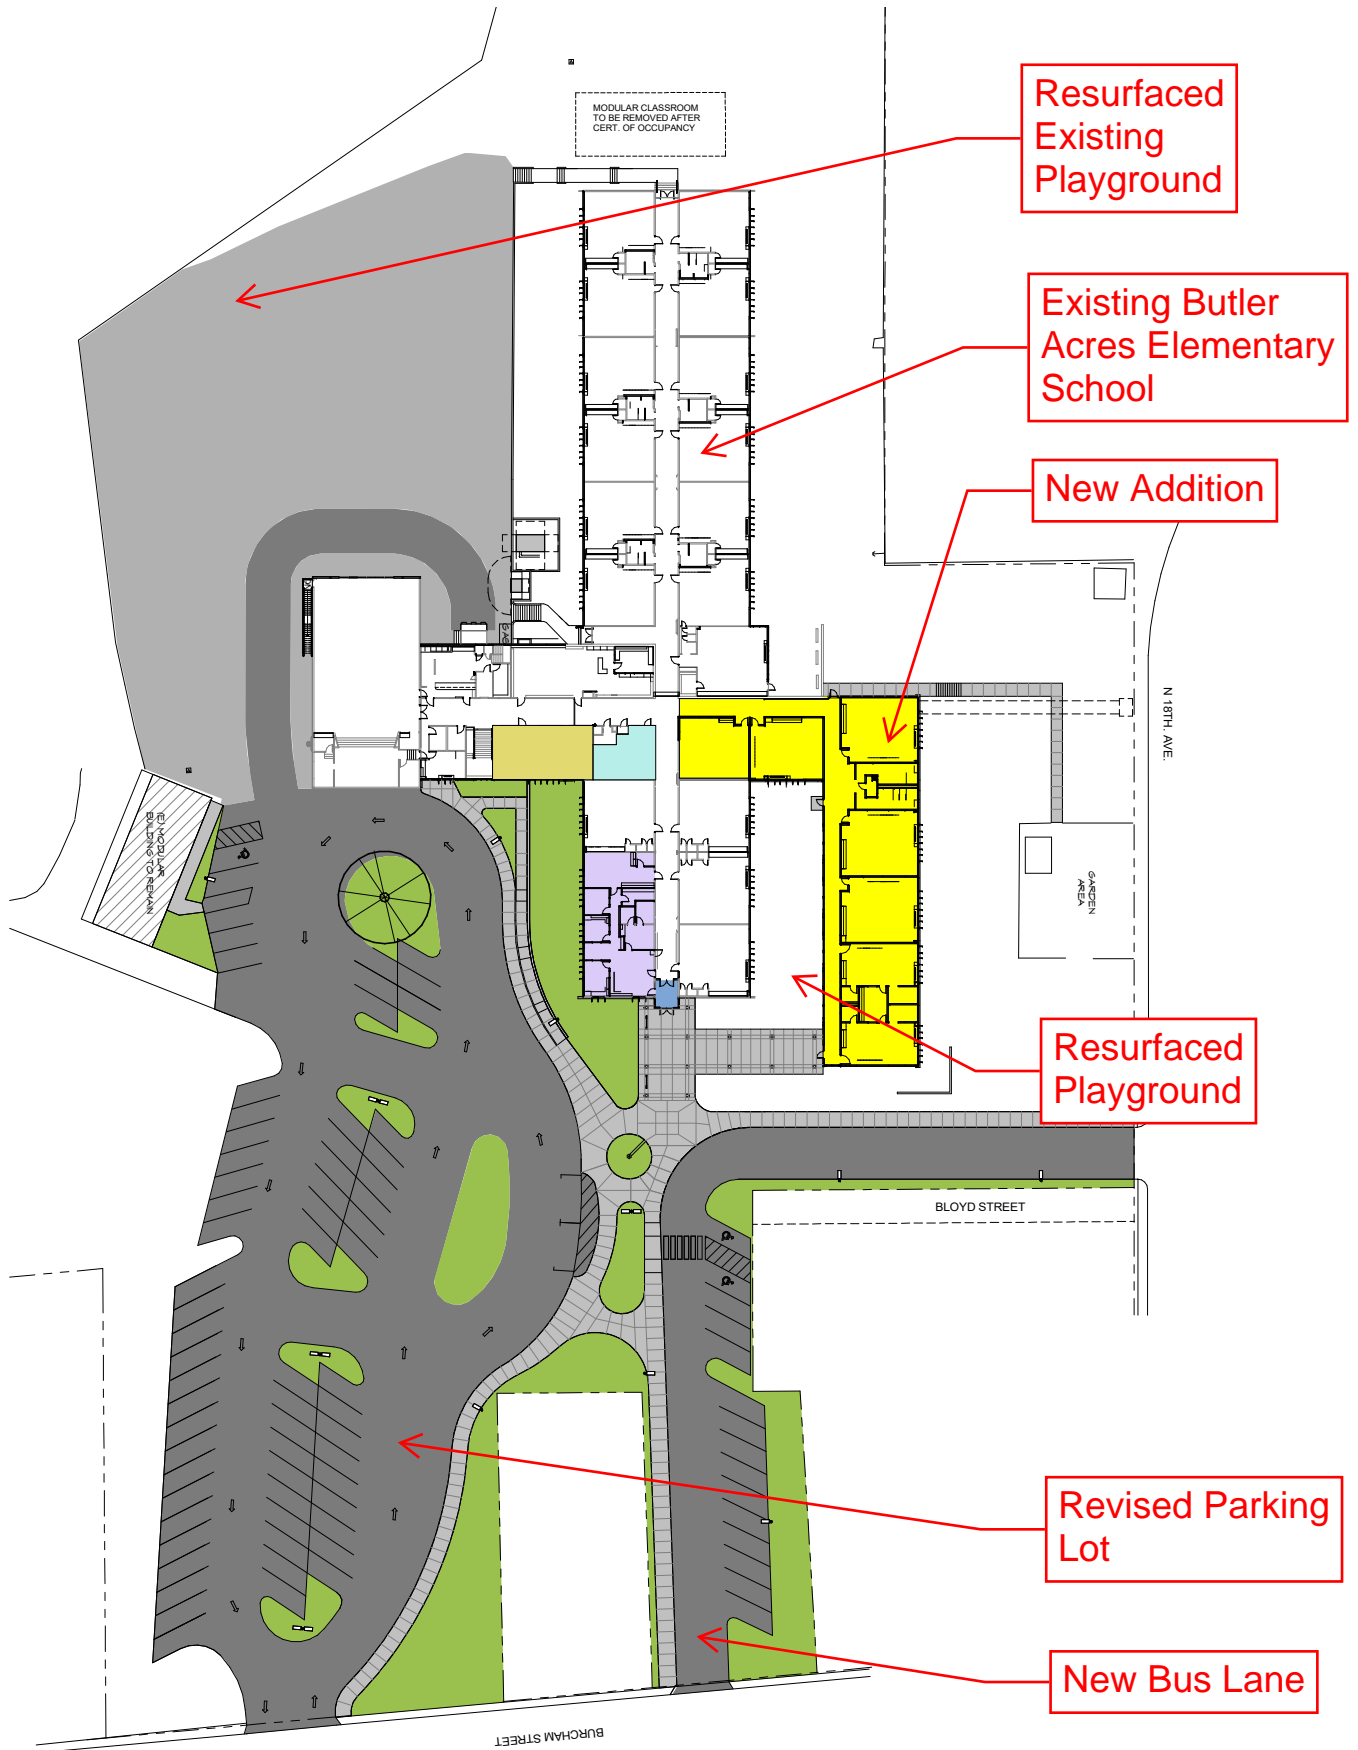 MODULAR CLASSROOM
TO BE REMOVED AFTER
CERT. OF OCCUPANCY
Resurfaced
Existing
Playground
Existing Butler
Acres Elementary
School
New Addition
GAS
N 18TH. AVE.
(E) MODULAR
BUILDING TO REMAIN
GARDEN
AREA
Resurfaced
Playground
BLOYD STREET
Revised Parking
Lot
New Bus Lane
BURCHAM STREET